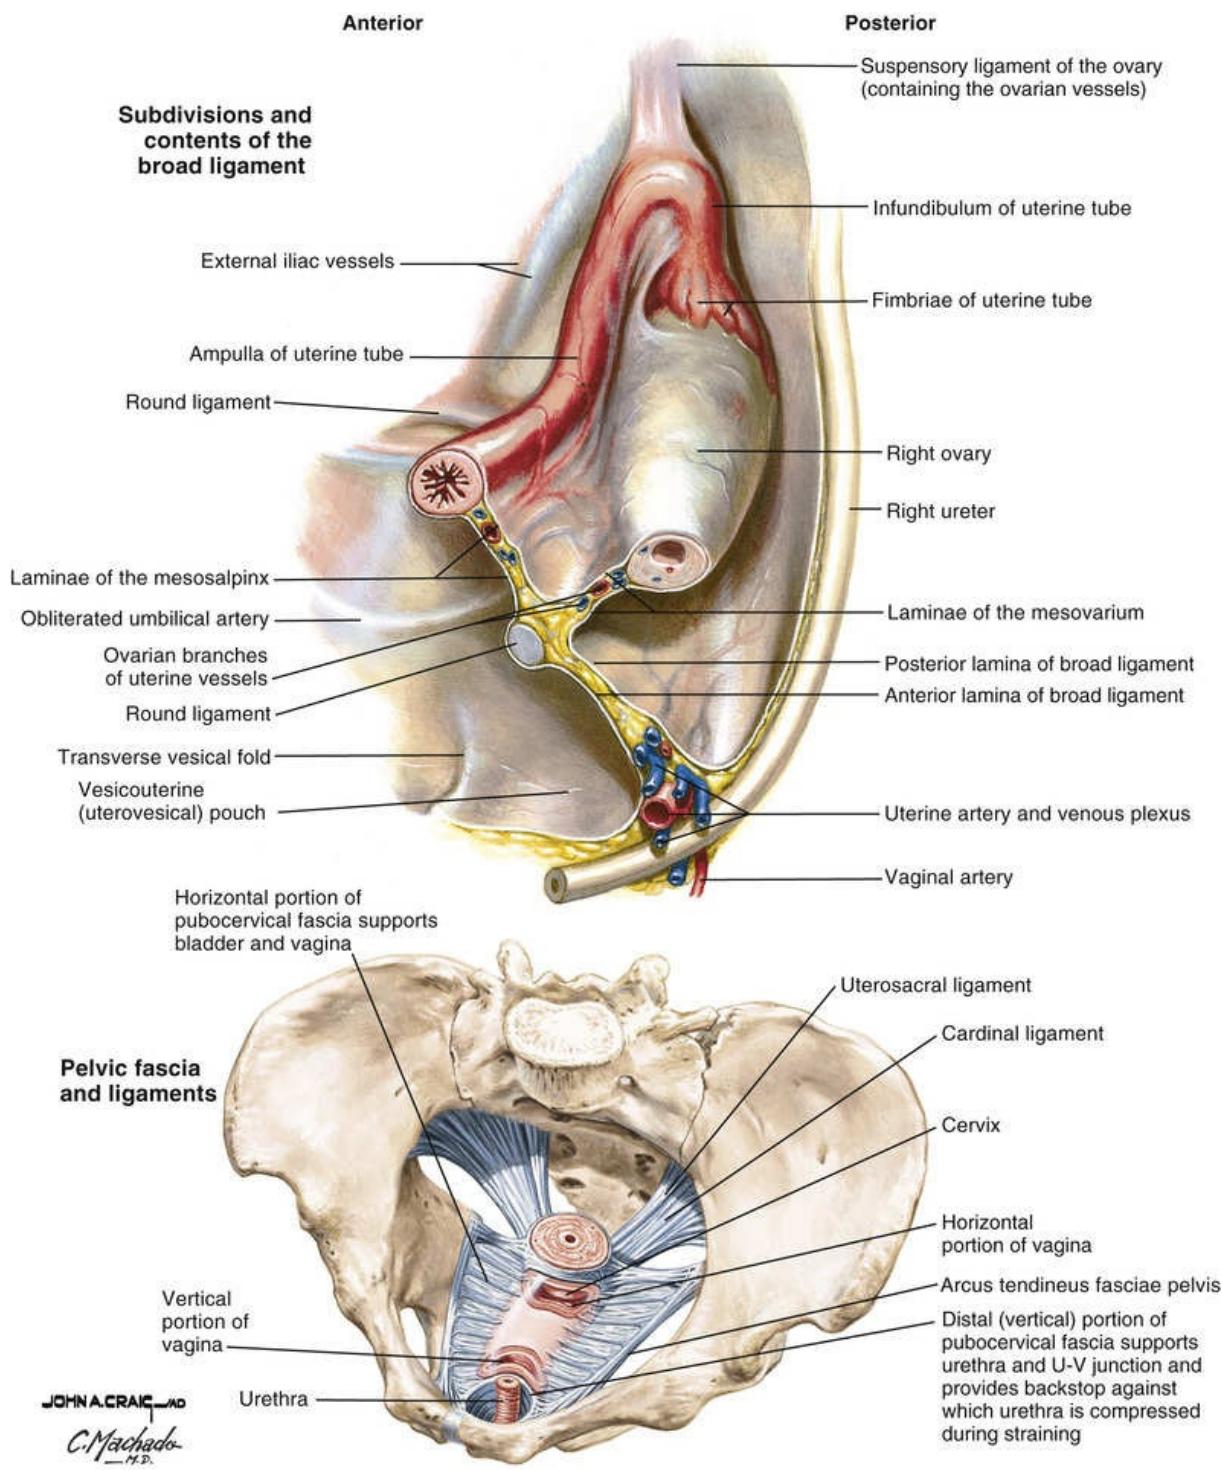 Anterior
Posterior
Subdivisions and
contents of the
broad ligament
Suspensory ligament of the ovary
(containing the ovarian vessels)
Infundibulum of uterine tube
External iliac vessels
Fimbriae of uterine tube
Ampulla of uterine tube
Round ligament
Right ovary
Right ureter
Laminae of the mesosalpinx
Obliterated umbilical artery
Laminae of the mesovarium
Ovarian branches
of uterine vessels
Posterior lamina of broad ligament
Anterior lamina of broad ligament
Round ligament
Transverse vesical fold
Vesicouterine
(uterovesical) pouch
Uterine artery and venous plexus
Vaginal artery
Horizontal portion of
pubocervical fascia supports
bladder and vagina
Uterosacral ligament
Cardinal ligament
Pelvic fascia
and ligaments
Cervix
Horizontal
portion of vagina
Arcus tendineus fasciae pelvis
Vertical
portion of
vagina
Distal (vertical) portion of
pubocervical fascia supports
urethra and U-V junction and
provides backstop against
which urethra is compressed
during straining
Urethra
JOHN A. CRAIG—MD
C. Machado
—M.D.